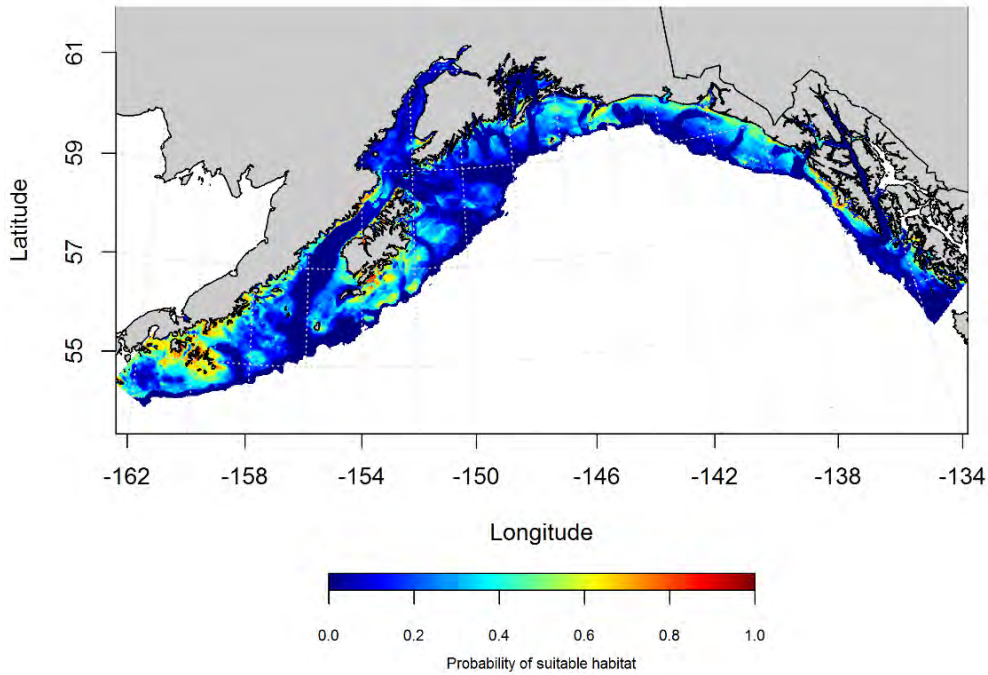 61
59
57
55
Latitude
-162 -158 -154 -150 -146 -142 -138 -134
Longitude
0.0 0.2 0.4 0.6 0.8 1.0
Probability of suitable habitat